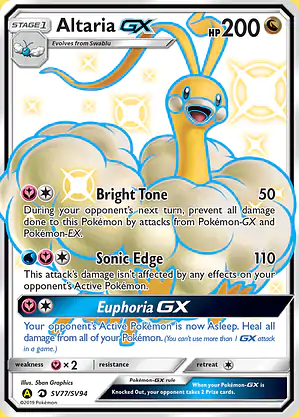 STAGE 1 Altaria GX HP 200
Evolves from Swablu
Bright Tone 50
During your opponent's next turn, prevent all damage
done to this Pokémon by attacks from Pokémon-GX and
Pokémon-EX.
Sonic Edge 110
This attack's damage isn't affected by any effects on your
opponent's Active Pokémon.
Euphoria GX
Your opponent's Active Pokémon is now Asleep. Heal all
damage from all of your Pokémon. (You can't use more than 1 GX attack
in a game.)
weakness ×2 resistance retreat
Illus. 5ban Graphics
Pokémon-GX rule
When your Pokémon-GX is
Knocked Out, your opponent takes 2 Prize cards.
A SV77/SV94
©2019 Pokémon